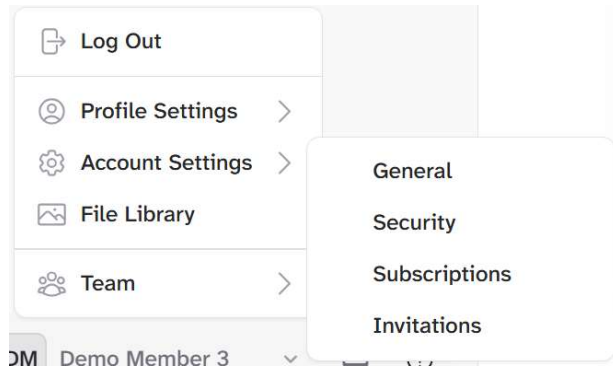 Log Out
Profile Settings
Account Settings
File Library
Team
General
Security
Subscriptions
Invitations
DM Demo Member 3